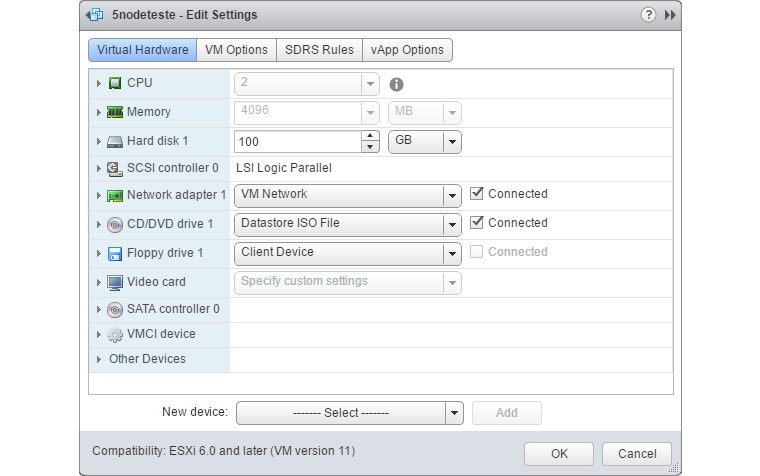 5nodeteste - Edit Settings ?
Virtual Hardware VM Options SDRS Rules vApp Options
CPU 2
Memory 4096 MB
Hard disk 1 100 GB
SCSI controller 0 LSI Logic Parallel
Network adapter 1 VM Network Connected
CD/DVD drive 1 Datastore ISO File Connected
Floppy drive 1 Client Device Connected
Video card Specify custom settings
SATA controller 0
VMCI device
Other Devices
New device: ------- Select ------- Add
Compatibility: ESXi 6.0 and later (VM version 11) OK Cancel